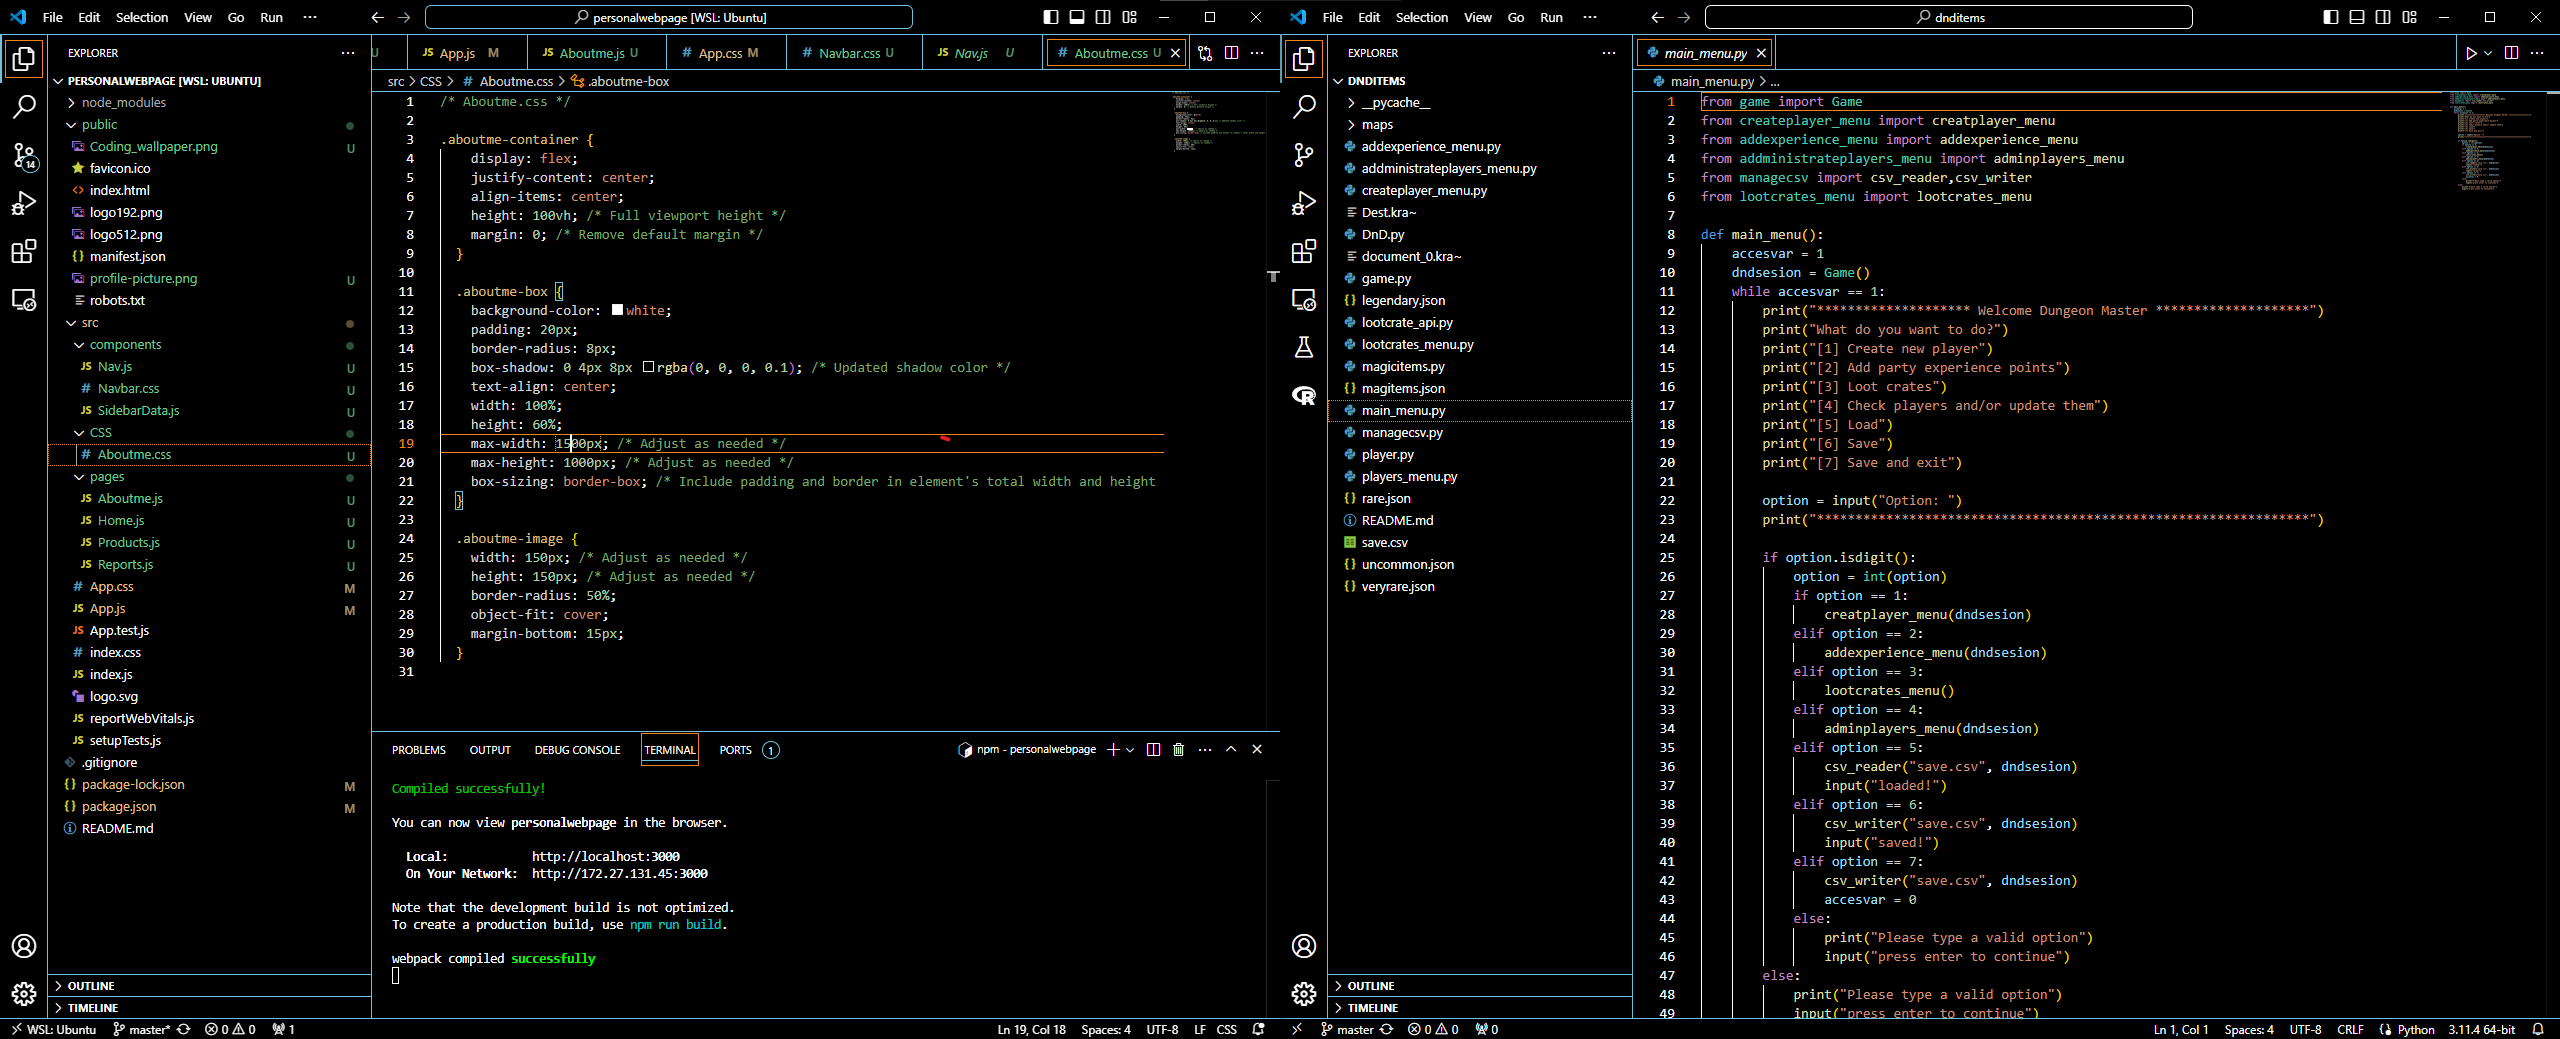 File Edit Selection View Go Run ··· personalwebpage [WSL: Ubuntu]
EXPLORER ···
PERSONALWEBPAGE [WSL: UBUNTU]
node_modules
public
Coding_wallpaper.png U
favicon.ico
index.html
logo192.png
logo512.png
manifest.json
profile-picture.png U
robots.txt
src
components
Nav.js U
Navbar.css U
SidebarData.js U
CSS
Aboutme.css U
pages
Aboutme.js U
Home.js U
Products.js U
Reports.js U
App.css M
App.js M
App.test.js
index.css
index.js
logo.svg
reportWebVitals.js
setupTests.js
.gitignore
package-lock.json M
package.json M
README.md
OUTLINE
TIMELINE
14
U App.js M Aboutme.js U App.css M Navbar.css U Nav.js U Aboutme.css U
src > CSS > # Aboutme.css > .aboutme-box
1 /* Aboutme.css */
2
3 .aboutme-container {
4 display: flex;
5 justify-content: center;
6 align-items: center;
7 height: 100vh; /* Full viewport height */
8 margin: 0; /* Remove default margin */
9 }
10
11 .aboutme-box {
12 background-color: white;
13 padding: 20px;
14 border-radius: 8px;
15 box-shadow: 0 4px 8px rgba(0, 0, 0, 0.1); /* Updated shadow color */
16 text-align: center;
17 width: 100%;
18 height: 60%;
19 max-width: 1500px; /* Adjust as needed */
20 max-height: 1000px; /* Adjust as needed */
21 box-sizing: border-box; /* Include padding and border in element's total width and height
22 }
23
24 .aboutme-image {
25 width: 150px; /* Adjust as needed */
26 height: 150px; /* Adjust as needed */
27 border-radius: 50%;
28 object-fit: cover;
29 margin-bottom: 15px;
30 }
31
PROBLEMS OUTPUT DEBUG CONSOLE TERMINAL PORTS 1 npm - personalwebpage
Compiled successfully!
You can now view personalwebpage in the browser.
Local: http://localhost:3000
On Your Network: http://172.27.131.45:3000
Note that the development build is not optimized.
To create a production build, use npm run build.
webpack compiled successfully
WSL: Ubuntu master* 0 0 1 Ln 19, Col 18 Spaces: 4 UTF-8 LF CSS
File Edit Selection View Go Run ··· dnditems
EXPLORER ···
DNDITEMS
__pycache__
maps
addexperience_menu.py
addministrateplayers_menu.py
createplayer_menu.py
Dest.kra~
DnD.py
document_0.kra~
game.py
legendary.json
lootcrate_api.py
lootcrates_menu.py
magicitems.py
magitems.json
main_menu.py
managecsv.py
player.py
players_menu.py
rare.json
README.md
save.csv
uncommon.json
veryrare.json
OUTLINE
TIMELINE
main_menu.py
main_menu.py > ...
1 from game import Game
2 from createplayer_menu import creatplayer_menu
3 from addexperience_menu import addexperience_menu
4 from addministrateplayers_menu import adminplayers_menu
5 from managecsv import csv_reader,csv_writer
6 from lootcrates_menu import lootcrates_menu
7
8 def main_menu():
9 accesvar = 1
10 dndsesion = Game()
11 while accesvar == 1:
12 print("******************** Welcome Dungeon Master ********************")
13 print("What do you want to do?")
14 print("[1] Create new player")
15 print("[2] Add party experience points")
16 print("[3] Loot crates")
17 print("[4] Check players and/or update them")
18 print("[5] Load")
19 print("[6] Save")
20 print("[7] Save and exit")
21
22 option = input("Option: ")
23 print("****************************************************************")
24
25 if option.isdigit():
26 option = int(option)
27 if option == 1:
28 creatplayer_menu(dndsesion)
29 elif option == 2:
30 addexperience_menu(dndsesion)
31 elif option == 3:
32 lootcrates_menu()
33 elif option == 4:
34 adminplayers_menu(dndsesion)
35 elif option == 5:
36 csv_reader("save.csv", dndsesion)
37 input("loaded!")
38 elif option == 6:
39 csv_writer("save.csv", dndsesion)
40 input("saved!")
41 elif option == 7:
42 csv_writer("save.csv", dndsesion)
43 accesvar = 0
44 else:
45 print("Please type a valid option")
46 input("press enter to continue")
47 else:
48 print("Please type a valid option")
49 input("press enter to continue")
master 0 0 0 Ln 1, Col 1 Spaces: 4 UTF-8 CRLF Python 3.11.4 64-bit